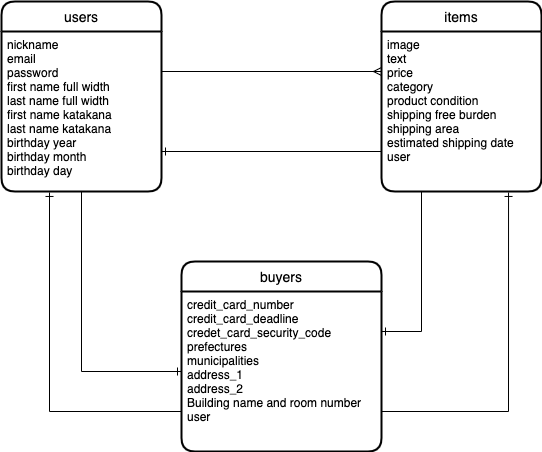 users
nickname
email
password
first name full width
last name full width
first name katakana
last name katakana
birthday year
birthday month
birthday day
items
image
text
price
category
product condition
shipping free burden
shipping area
estimated shipping date
user
buyers
credit_card_number
credit_card_deadline
credet_card_security_code
prefectures
municipalities
address_1
address_2
Building name and room number
user